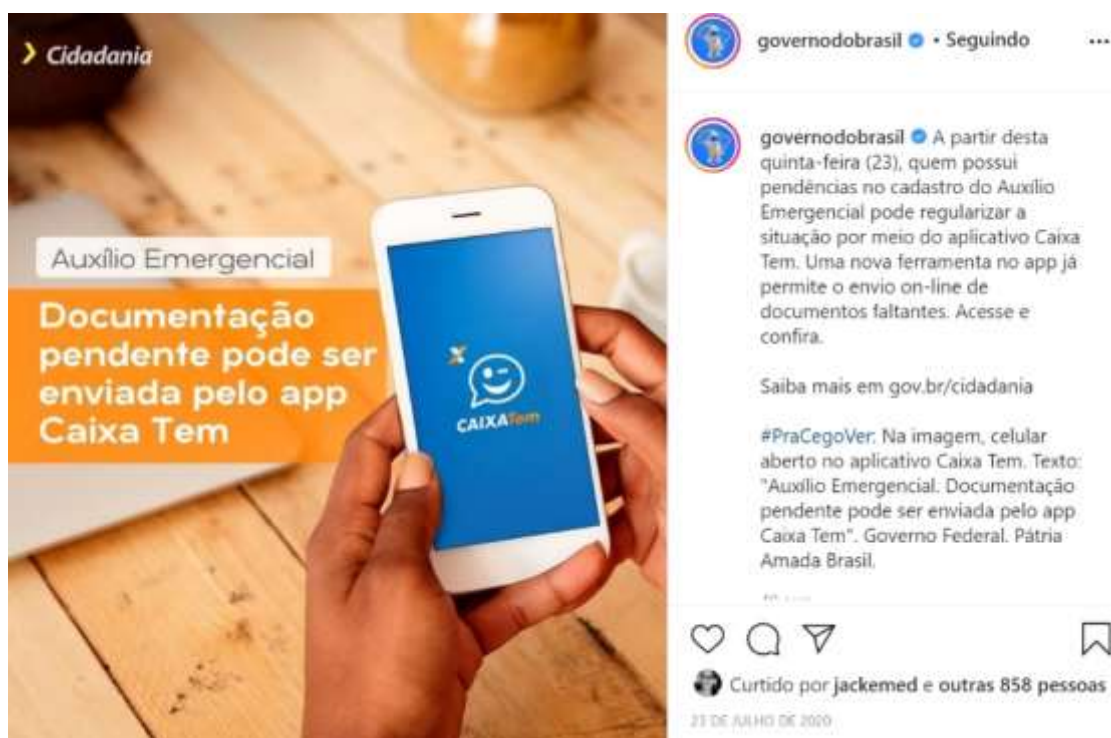 Cidadania
Auxílio Emergencial
Documentação
pendente pode ser
enviada pelo app
Caixa Tem
X
CAIXATem
governodobrasil • Seguindo
governodobrasil A partir desta
quinta-feira (23), quem possui
pendências no cadastro do Auxílio
Emergencial pode regularizar a
situação por meio do aplicativo Caixa
Tem. Uma nova ferramenta no app já
permite o envio on-line de
documentos faltantes. Acesse e
confira.
Saiba mais em gov.br/cidadania
#PraCegoVer: Na imagem, celular
aberto no aplicativo Caixa Tem. Texto:
"Auxílio Emergencial. Documentação
pendente pode ser enviada pelo app
Caixa Tem". Governo Federal. Pátria
Amada Brasil.
Curtido por jackemed e outras 858 pessoas
23 DE JULHO DE 2020